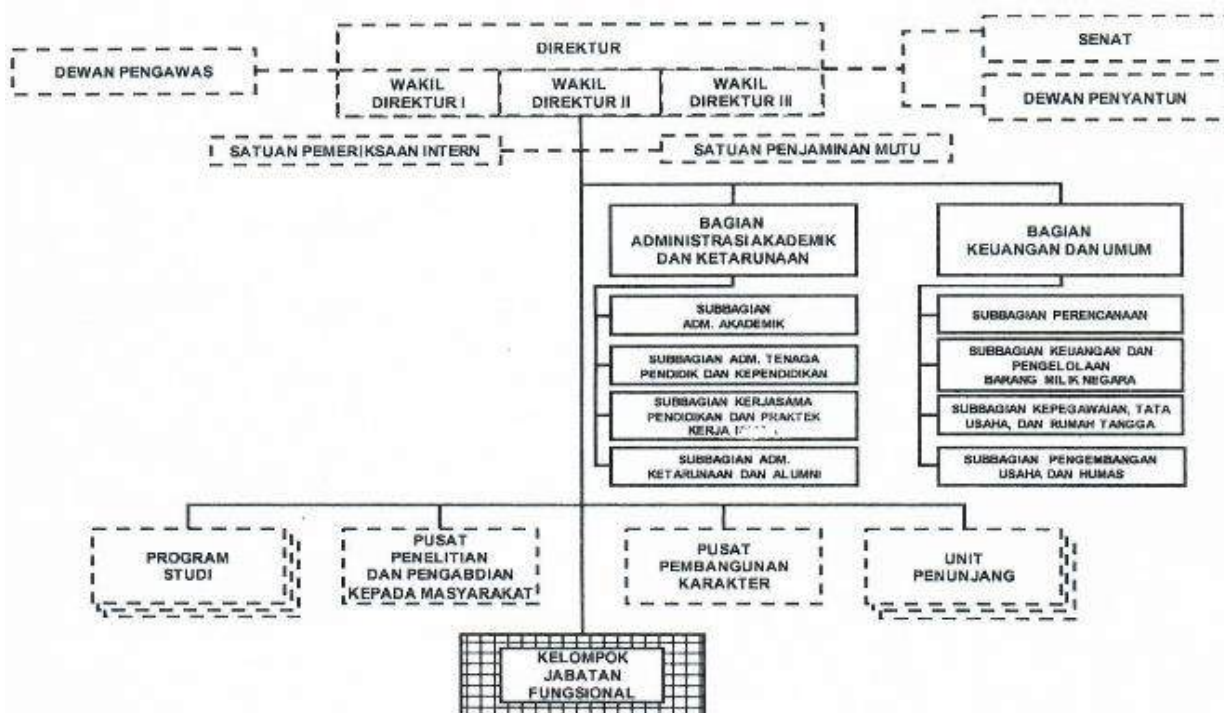 DIREKTUR
SENAT
DEWAN PENGAWAS
WAKIL
DIREKTUR I
WAKIL
DIREKTUR II
WAKIL
DIREKTUR III
DEWAN PENYANTUN
SATUAN PEMERIKSAAN INTERN
SATUAN PENJAMINAN MUTU
BAGIAN
ADMINISTRASI AKADEMIK
DAN KETARUNAAN
SUBBAGIAN
ADM. AKADEMIK
SUBBAGIAN ADM. TENAGA
PENDIDIK DAN KEPENDIDIKAN
SUBBAGIAN KERJASAMA
PENDIDIKAN DAN PRAKTEK
KERJA
SUBBAGIAN ADM.
KETARUNAAN DAN ALUMNI
BAGIAN
KEUANGAN DAN UMUM
SUBBAGIAN PERENCANAAN
SUBBAGIAN KEUANGAN DAN
PENGELOLAAN
BARANG MILIK NEGARA
SUBBAGIAN KEPEGAWAIAN, TATA
USAHA, DAN RUMAH TANGGA
SUBBAGIAN PENGEMBANGAN
USAHA DAN HUMAS
PROGRAM
STUDI
PUSAT
PENELITIAN
DAN PENGABDIAN
KEPADA MASYARAKAT
PUSAT
PEMBANGUNAN
KARAKTER
UNIT
PENUNJANG
KELOMPOK
JABATAN
FUNGSIONAL